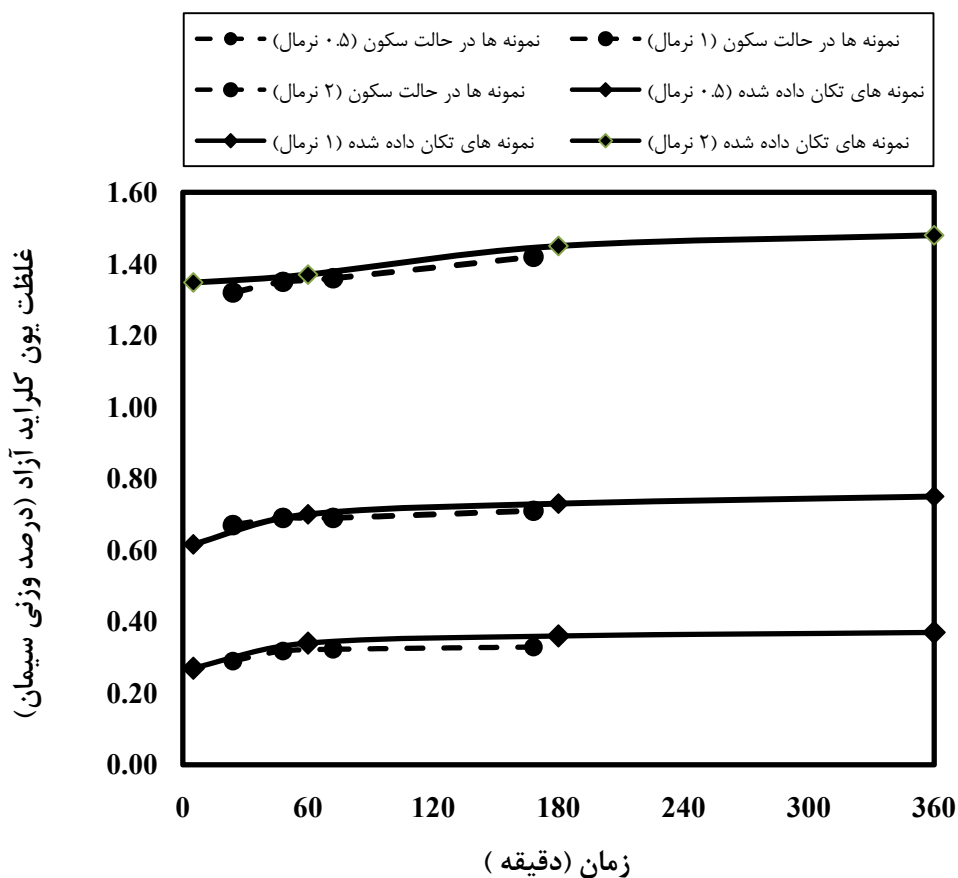 نمونه ها در حالت سکون (۰.۵ نرمال)
نمونه ها در حالت سکون (۱ نرمال)
نمونه ها در حالت سکون (۲ نرمال)
نمونه های تکان داده شده (۰.۵ نرمال)
نمونه های تکان داده شده (۱ نرمال)
نمونه های تکان داده شده (۲ نرمال)
غلظت یون کلراید آزاد (درصد وزنی سیمان)
1.60
1.40
1.20
1.00
0.80
0.60
0.40
0.20
0.00
0 60 120 180 240 300 360
زمان (دقیقه )